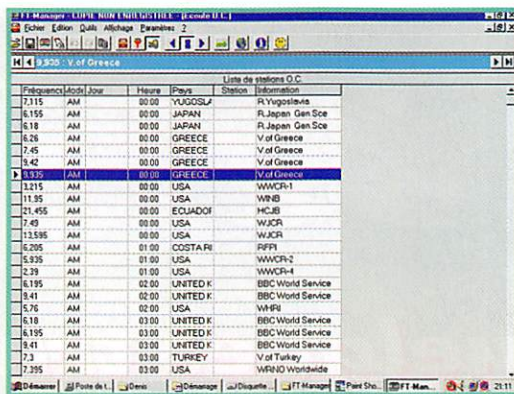 FT-Manager - COPIE NON ENREGISTREE - [Ecoute O.C.]
Fichier Edition Outils Affichage Paramètres ?
9,935 : V.of Greece
Liste de stations O.C.
Fréquence Mode Jour Heure Pays Station Information
7,115 AM 00:00 YUGOSLA R.Yugoslavia
6,155 AM 00:00 JAPAN R.Japan Gen.Sce
6,18 AM 00:00 JAPAN R.Japan Gen.Sce
6,26 AM 00:00 GREECE V.of Greece
7,45 AM 00:00 GREECE V.of Greece
9,42 AM 00:00 GREECE V.of Greece
9,935 AM 00:00 GREECE V.of Greece
3,215 AM 00:00 USA WWCR-1
11,95 AM 00:00 USA WINB
21,455 AM 00:00 ECUADOF HCJB
7,49 AM 00:00 USA WJCR
13,595 AM 00:00 USA WJCR
6,205 AM 01:00 COSTA RI RFPI
5,935 AM 01:00 USA WWCR-2
2,39 AM 01:00 USA WWCR-4
6,195 AM 02:00 UNITED K BBC World Service
9,41 AM 02:00 UNITED K BBC World Service
5,76 AM 02:00 USA WHRI
6,18 AM 03:00 UNITED K BBC World Service
6,195 AM 03:00 UNITED K BBC World Service
9,41 AM 03:00 UNITED K BBC World Service
7,3 AM 03:00 TURKEY V.of Turkey
7,395 AM 03:00 USA WRNO Worldwide
Démarrer Poste de t... Denis Démarrage Disquette ... FT-Manager Paint Sho... FT-Man... 21:11